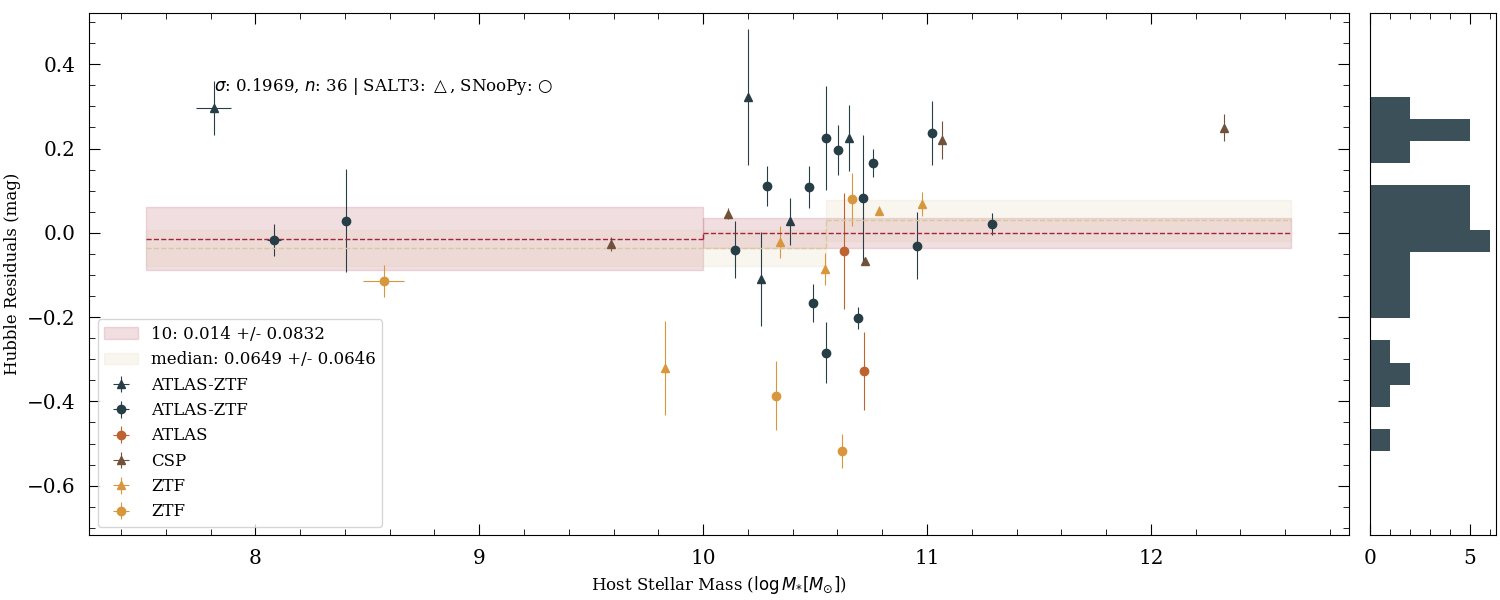 σ: 0.1969, n: 36 | SALT3: △, SNooPy: ○
Hubble Residuals (mag)
0.4
0.2
0.0
−0.2
−0.4
−0.6
10: 0.014 +/- 0.0832
median: 0.0649 +/- 0.0646
ATLAS-ZTF
ATLAS-ZTF
ATLAS
CSP
ZTF
ZTF
8 9 10 11 12
0 5
Host Stellar Mass (log M*[M⊙])